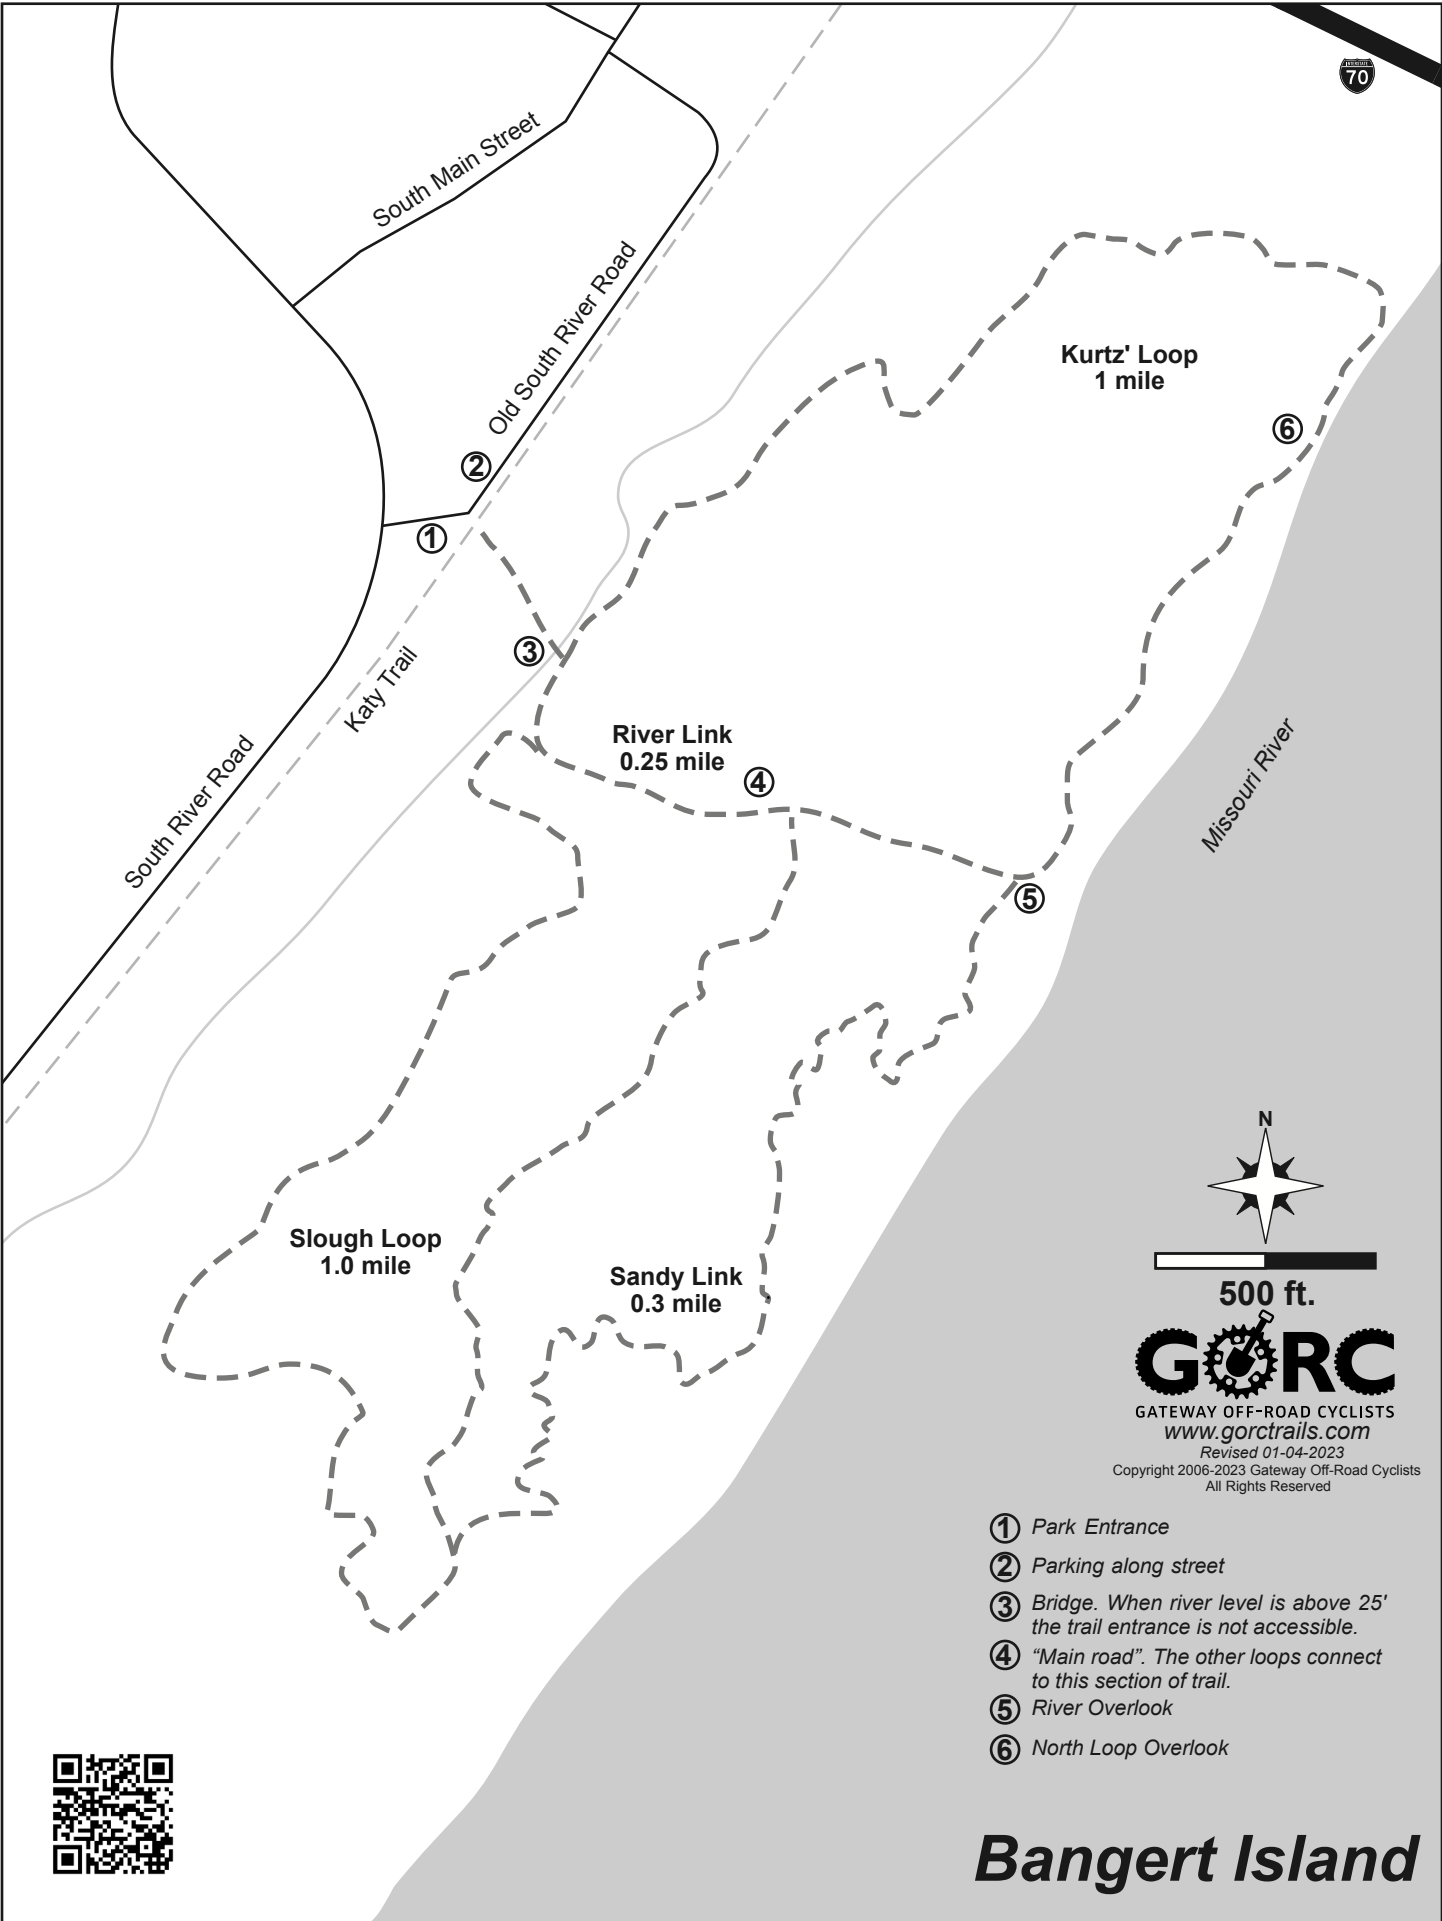 INTERSTATE
70
South Main Street
Old South River Road
Kurtz' Loop
1 mile
6
2
1
3
Katy Trail
River Link
0.25 mile
4
Missouri River
South River Road
5
N
Slough Loop
1.0 mile
Sandy Link
0.3 mile
500 ft.
GORC
GATEWAY OFF-ROAD CYCLISTS
www.gorctrails.com
Revised 01-04-2023
Copyright 2006-2023 Gateway Off-Road Cyclists
All Rights Reserved
1 Park Entrance
2 Parking along street
3 Bridge. When river level is above 25'
the trail entrance is not accessible.
4 “Main road”. The other loops connect
to this section of trail.
5 River Overlook
6 North Loop Overlook
Bangert Island